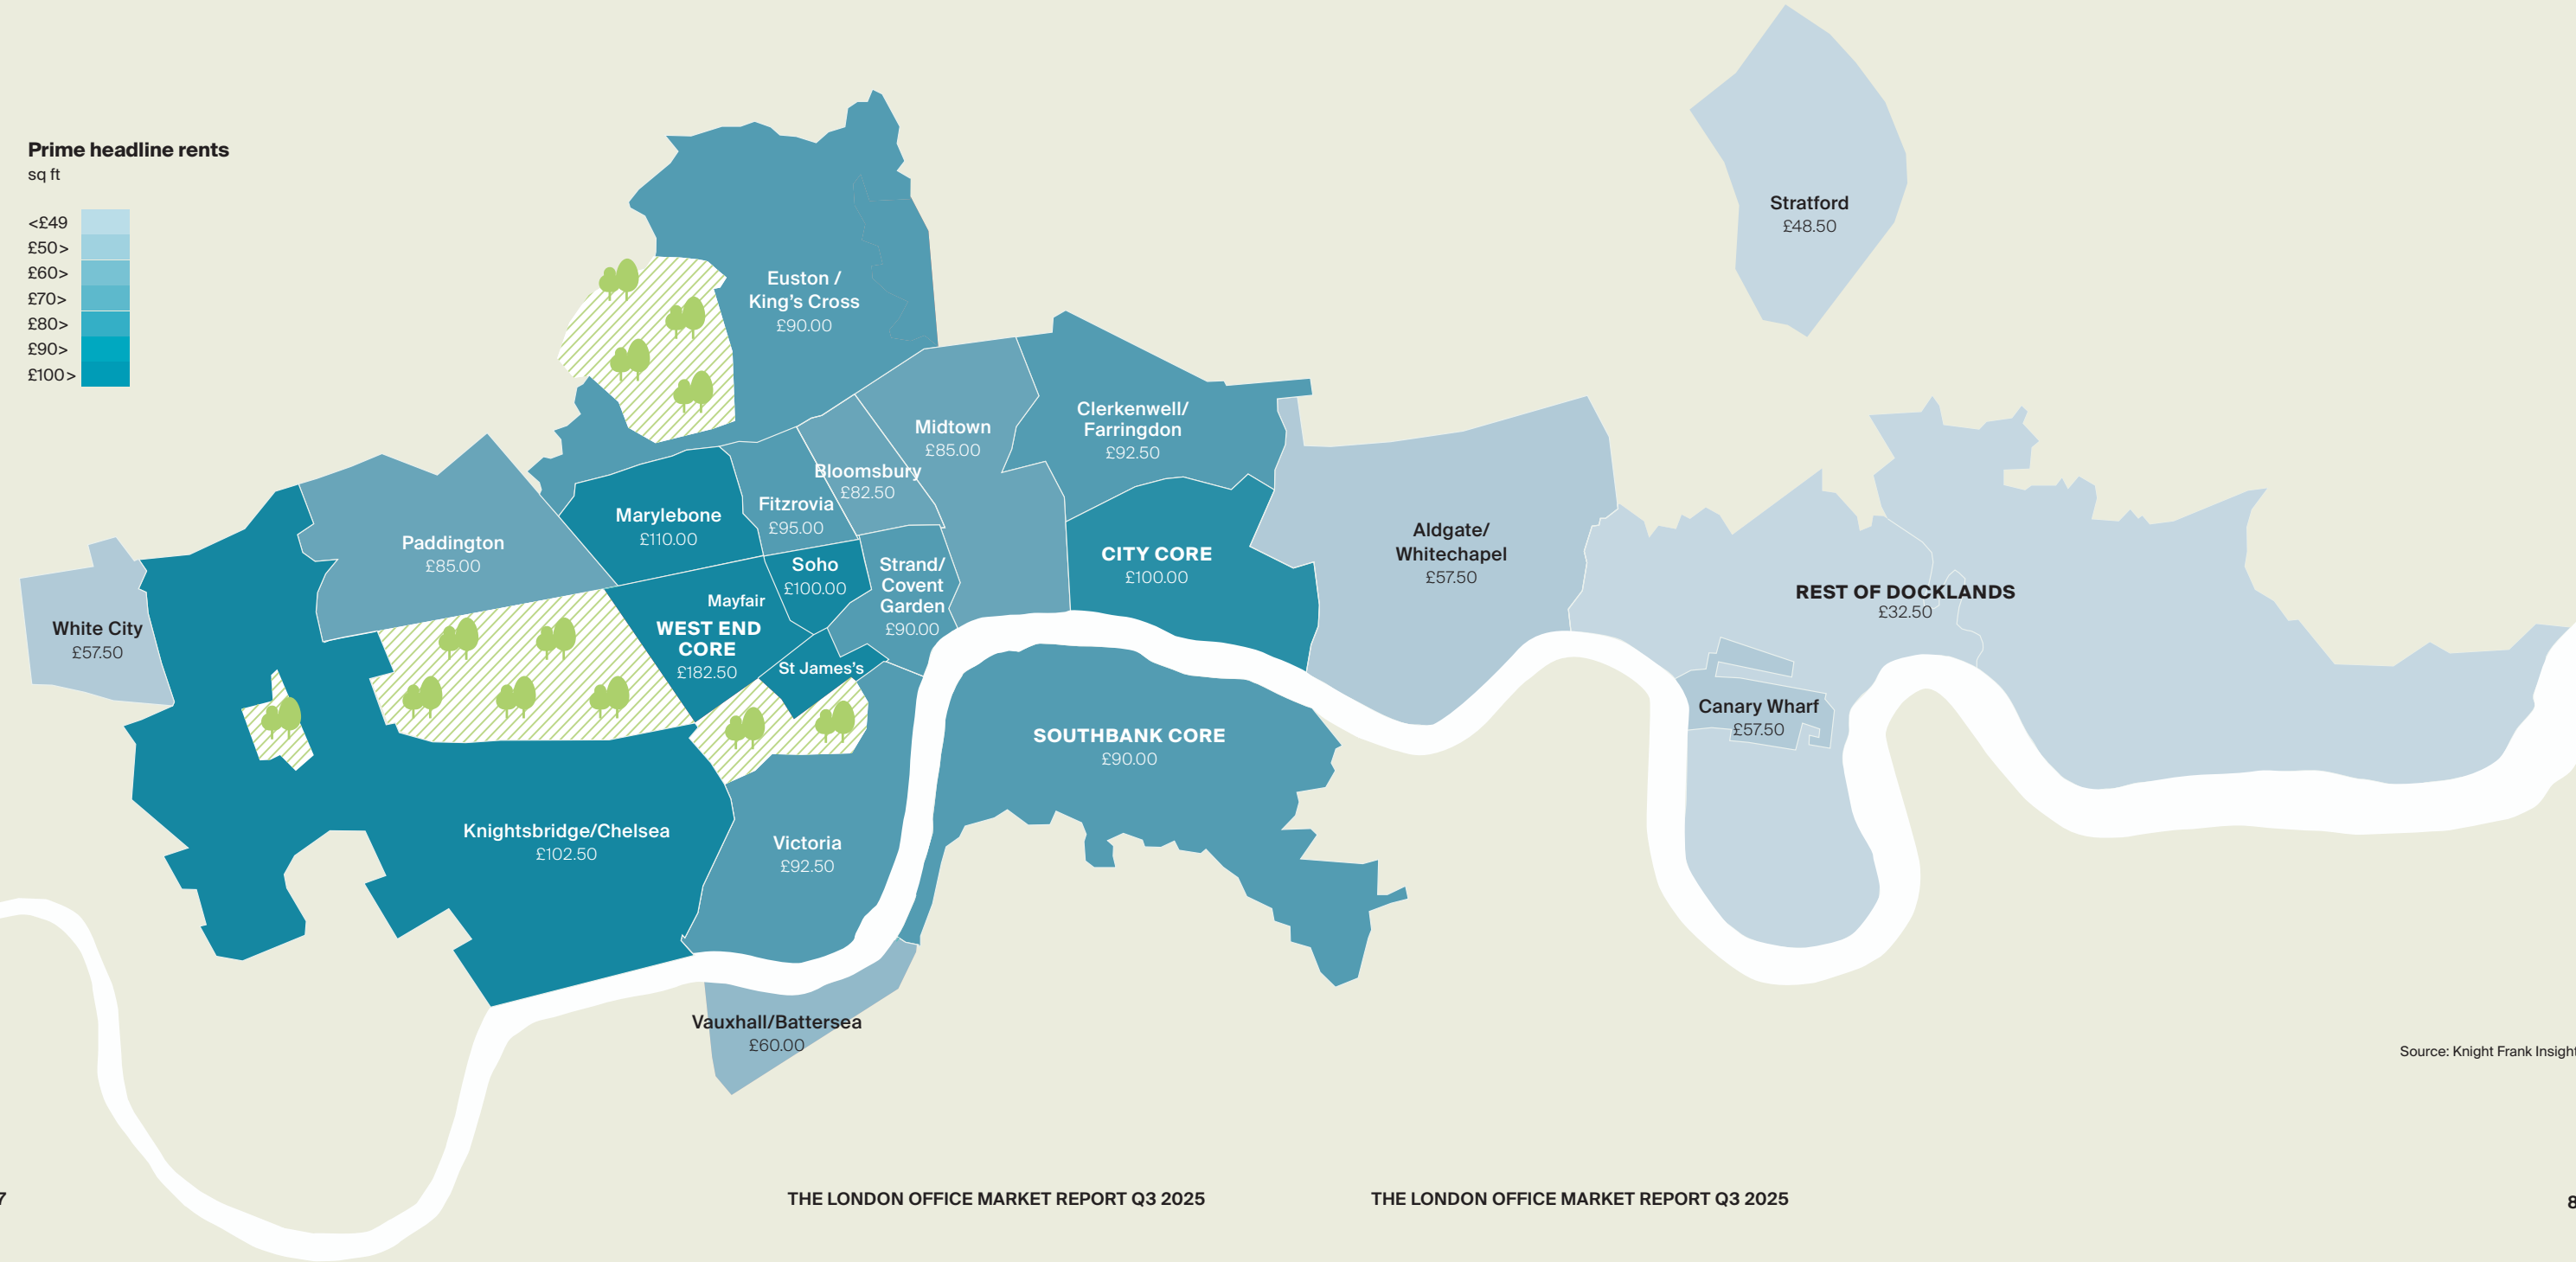 Prime headline rents
sq ft
<£49
£50>
£60>
£70>
£80>
£90>
£100>
Stratford
£48.50
Euston /
King’s Cross
£90.00
Midtown
£85.00
Clerkenwell/
Farringdon
£92.50
Bloomsbury
£82.50
Fitzrovia
£95.00
Marylebone
£110.00
Paddington
£85.00
White City
£57.50
Soho
£100.00
Strand/
Covent
Garden
£90.00
Mayfair
WEST END
CORE
£182.50
St James’s
CITY CORE
£100.00
Aldgate/
Whitechapel
£57.50
REST OF DOCKLANDS
£32.50
Canary Wharf
£57.50
SOUTHBANK CORE
£90.00
Knightsbridge/Chelsea
£102.50
Victoria
£92.50
Vauxhall/Battersea
£60.00
Source: Knight Frank Insight
7
THE LONDON OFFICE MARKET REPORT Q3 2025
THE LONDON OFFICE MARKET REPORT Q3 2025
8